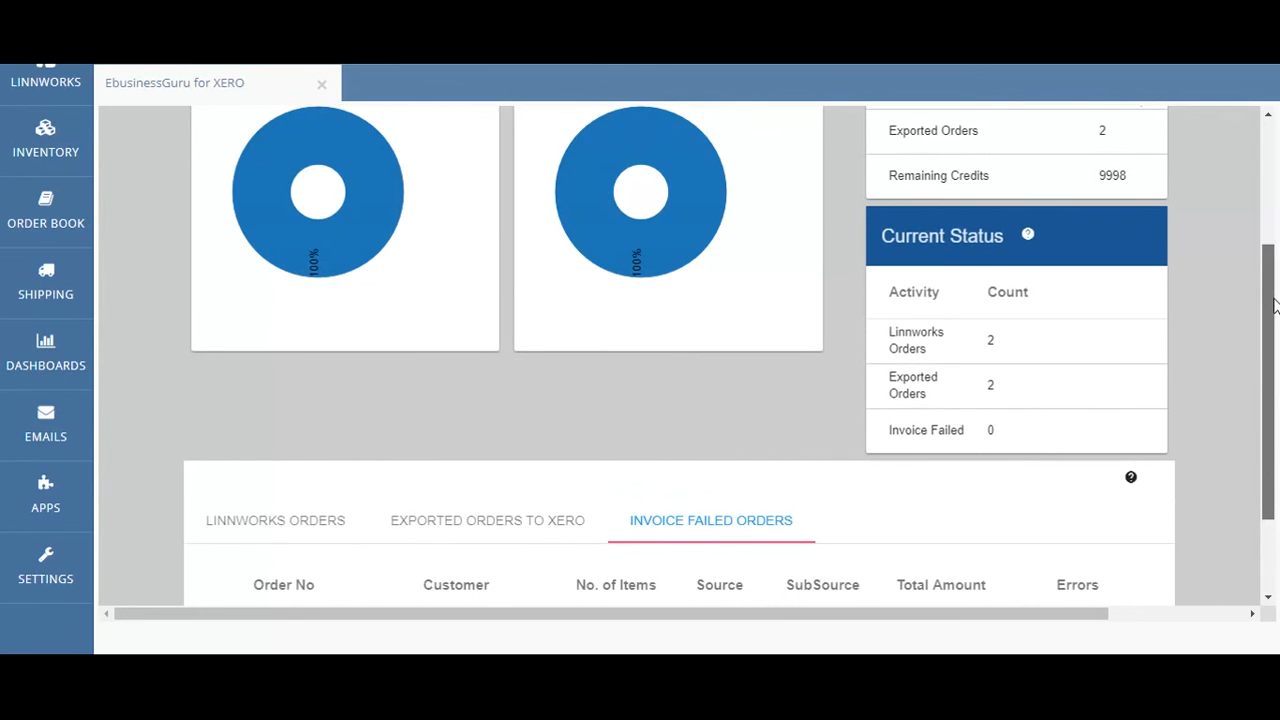 LINNWORKS
EbusinessGuru for XERO
INVENTORY
ORDER BOOK
SHIPPING
DASHBOARDS
EMAILS
APPS
SETTINGS
100%
100%
Exported Orders 2
Remaining Credits 9998
Current Status
Activity Count
Linnworks
Orders 2
Exported
Orders 2
Invoice Failed 0
LINNWORKS ORDERS EXPORTED ORDERS TO XERO INVOICE FAILED ORDERS
Order No Customer No. of Items Source SubSource Total Amount Errors